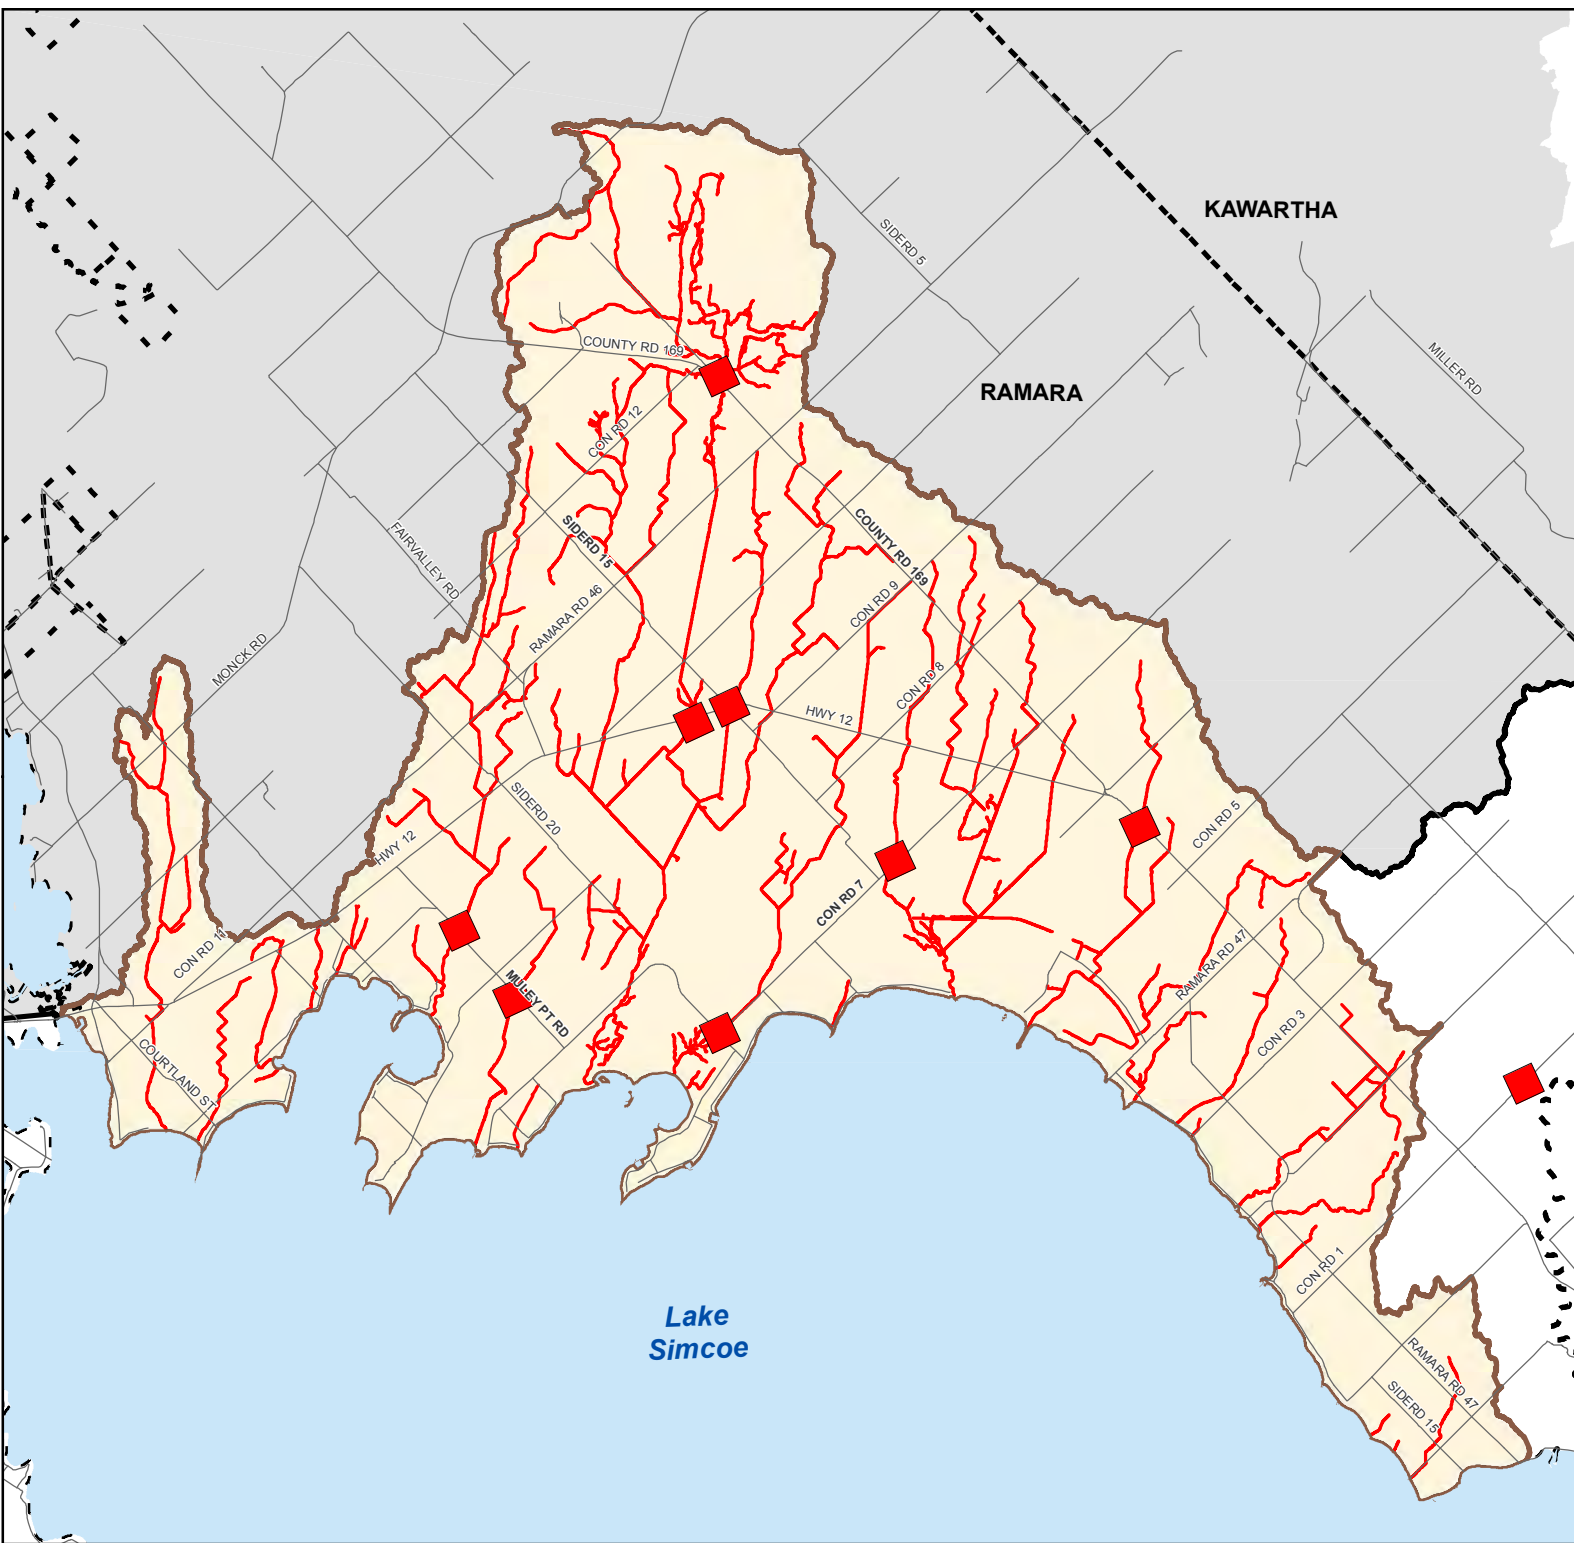 KAWARTHA
SIDERD 5
COUNTY RD 169
MILLER RD
RAMARA
CON RD 12
SIDERD 15
COUNTY RD 169
FAIRVALLEY RD
RAMARA RD 46
CON RD 9
MONCK RD
CON RD 8
HWY 12
SIDERD 20
CON RD 5
HWY 12
CON RD 7
CON RD 11
RAMARA RD 47
MULEY PT RD
CON RD 3
COURTLAND ST
CON RD 1
Lake
Simcoe
RAMARA RD 47
SIDERD 15